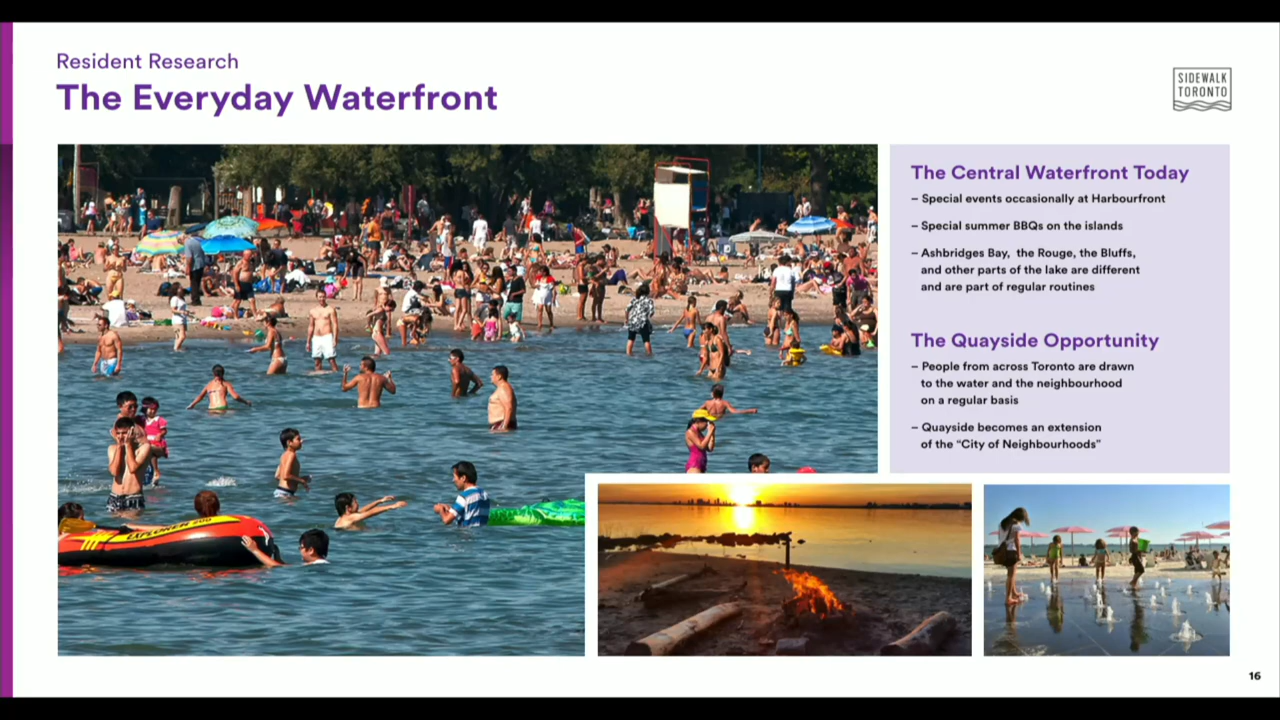 Resident Research
The Everyday Waterfront
SIDEWALK
TORONTO
The Central Waterfront Today
– Special events occasionally at Harbourfront
– Special summer BBQs on the islands
– Ashbridges Bay, the Rouge, the Bluffs,
and other parts of the lake are different
and are part of regular routines
The Quayside Opportunity
– People from across Toronto are drawn
to the water and the neighbourhood
on a regular basis
– Quayside becomes an extension
of the “City of Neighbourhoods”
EXPLORER 200
16